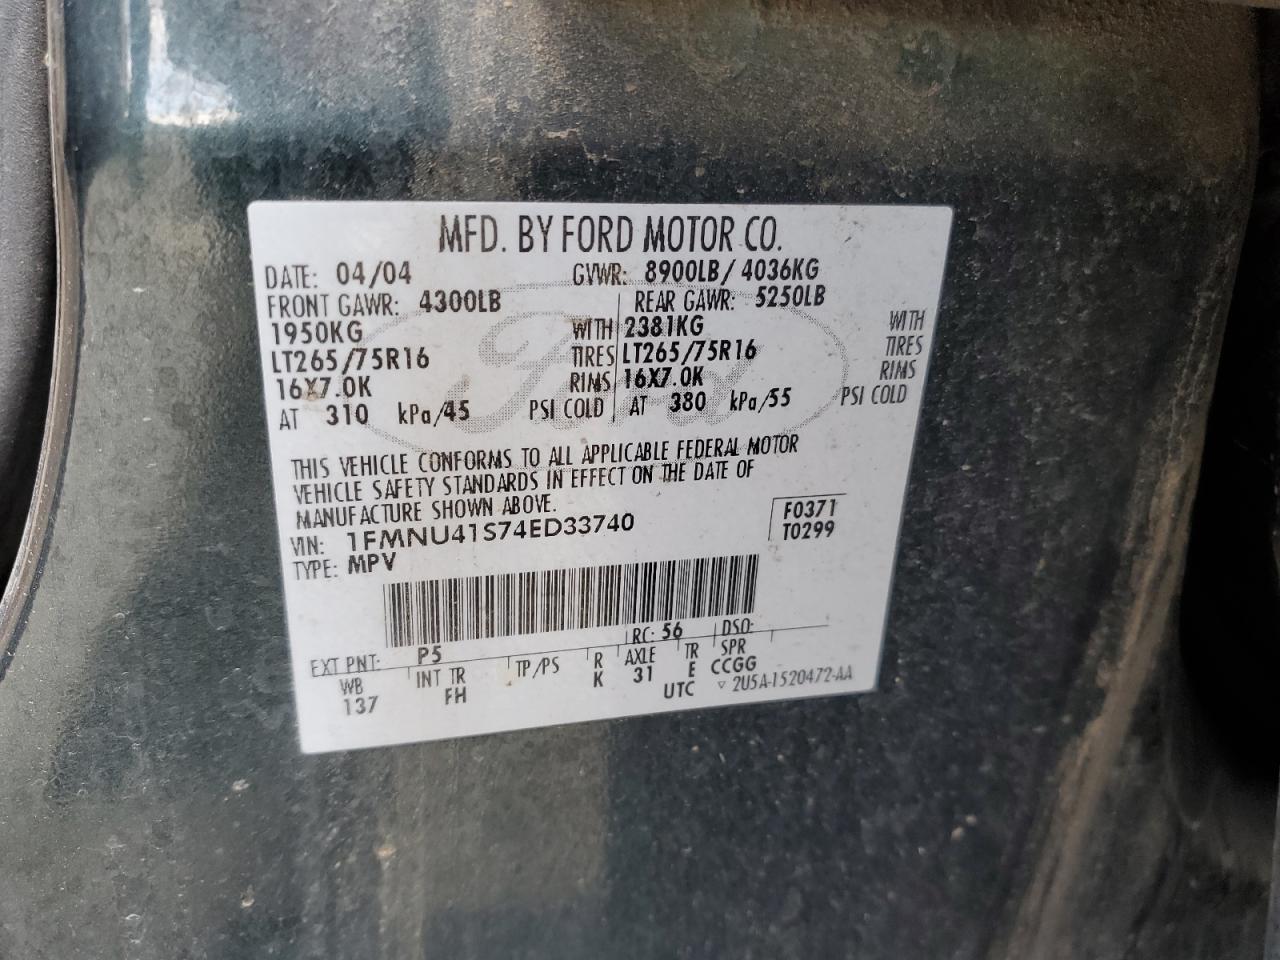 MFD. BY FORD MOTOR CO.
DATE: 04/04 GVWR: 8900LB/4036KG
FRONT GAWR: 4300LB REAR GAWR: 5250LB
1950KG WITH 2381KG WITH
LT265/75R16 TIRES LT265/75R16 TIRES
16X7.0K RIMS 16X7.0K RIMS
AT 310 kPa/45 PSI COLD AT 380 kPa/55 PSI COLD
THIS VEHICLE CONFORMS TO ALL APPLICABLE FEDERAL MOTOR
VEHICLE SAFETY STANDARDS IN EFFECT ON THE DATE OF
MANUFACTURE SHOWN ABOVE.
VIN: 1FMNU41S74ED33740 F0371
TYPE: MPV T0299
EXT PNT: P5 RC: 56 DSO:
WB INT TR TP/PS R AXLE TR SPR
137 FH K 31 E CCGG
UTC ▽ 2U5A-1520472-AA
Ford